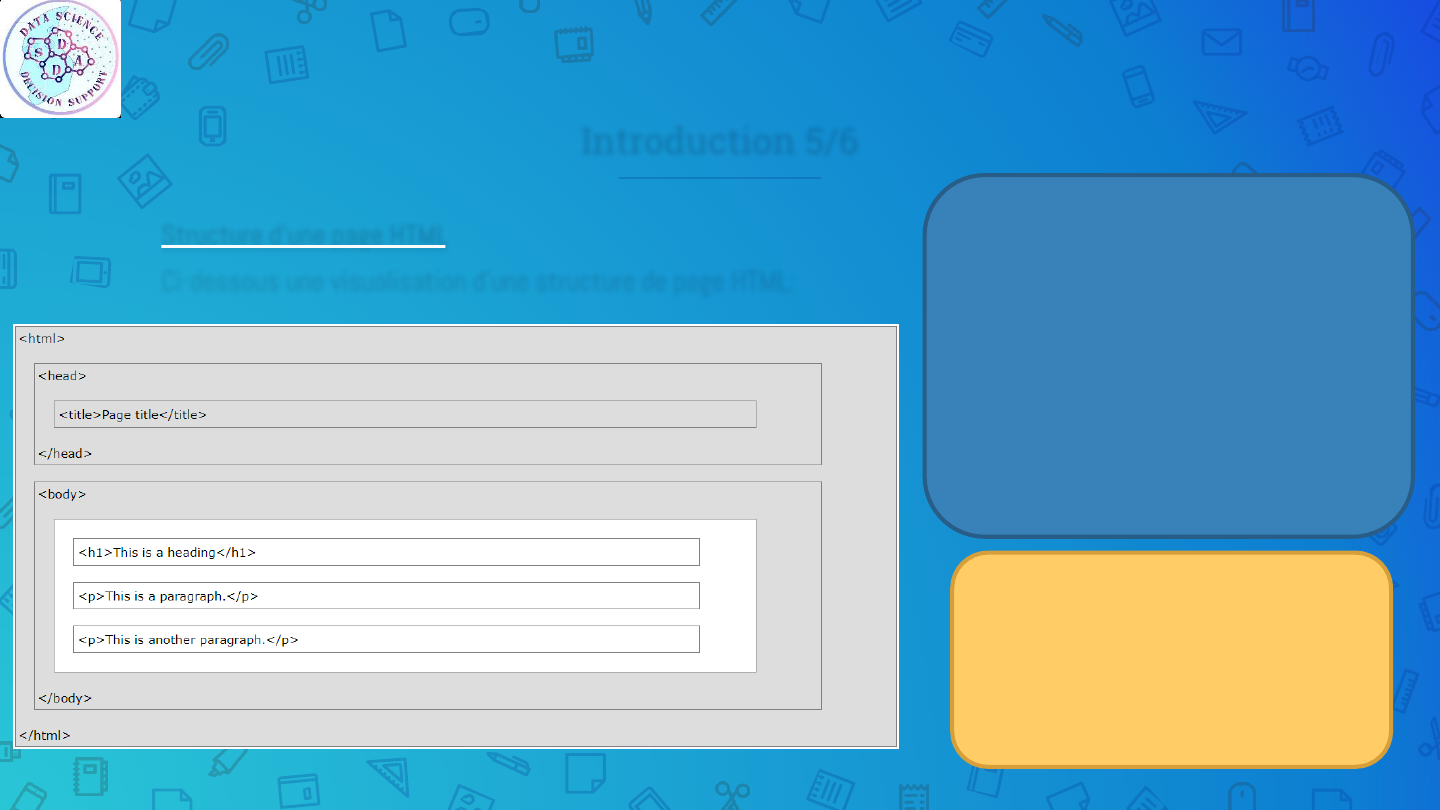 DATA SCIENCE
S D D A
DECISION SUPPORT
Introduction 5/6
Structure d'une page HTML
Ci-dessous une visualisation d'une structure de page HTML:
<html>
<head>
<title>Page title</title>
</head>
<body>
<h1>This is a heading</h1>
<p>This is a paragraph.</p>
<p>This is another paragraph.</p>
</body>
</html>